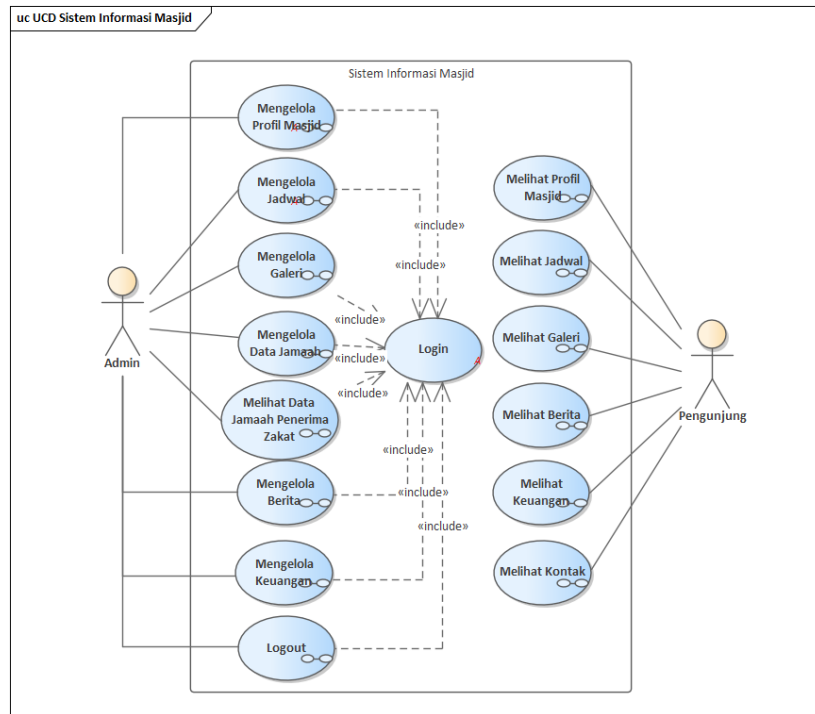 uc UCD Sistem Informasi Masjid
Sistem Informasi Masjid
Mengelola
Profil Masjid
Mengelola
Jadwal
Mengelola
Galeri
Mengelola
Data Jamaah
Melihat Data
Jamaah Penerima
Zakat
Mengelola
Berita
Mengelola
Keuangan
Logout
Admin
«include»
«include»
«include»
«include»
«include»
«include»
«include»
«include»
Login
Melihat Profil
Masjid
Melihat Jadwal
Melihat Galeri
Melihat Berita
Melihat
Keuangan
Melihat Kontak
Pengunjung